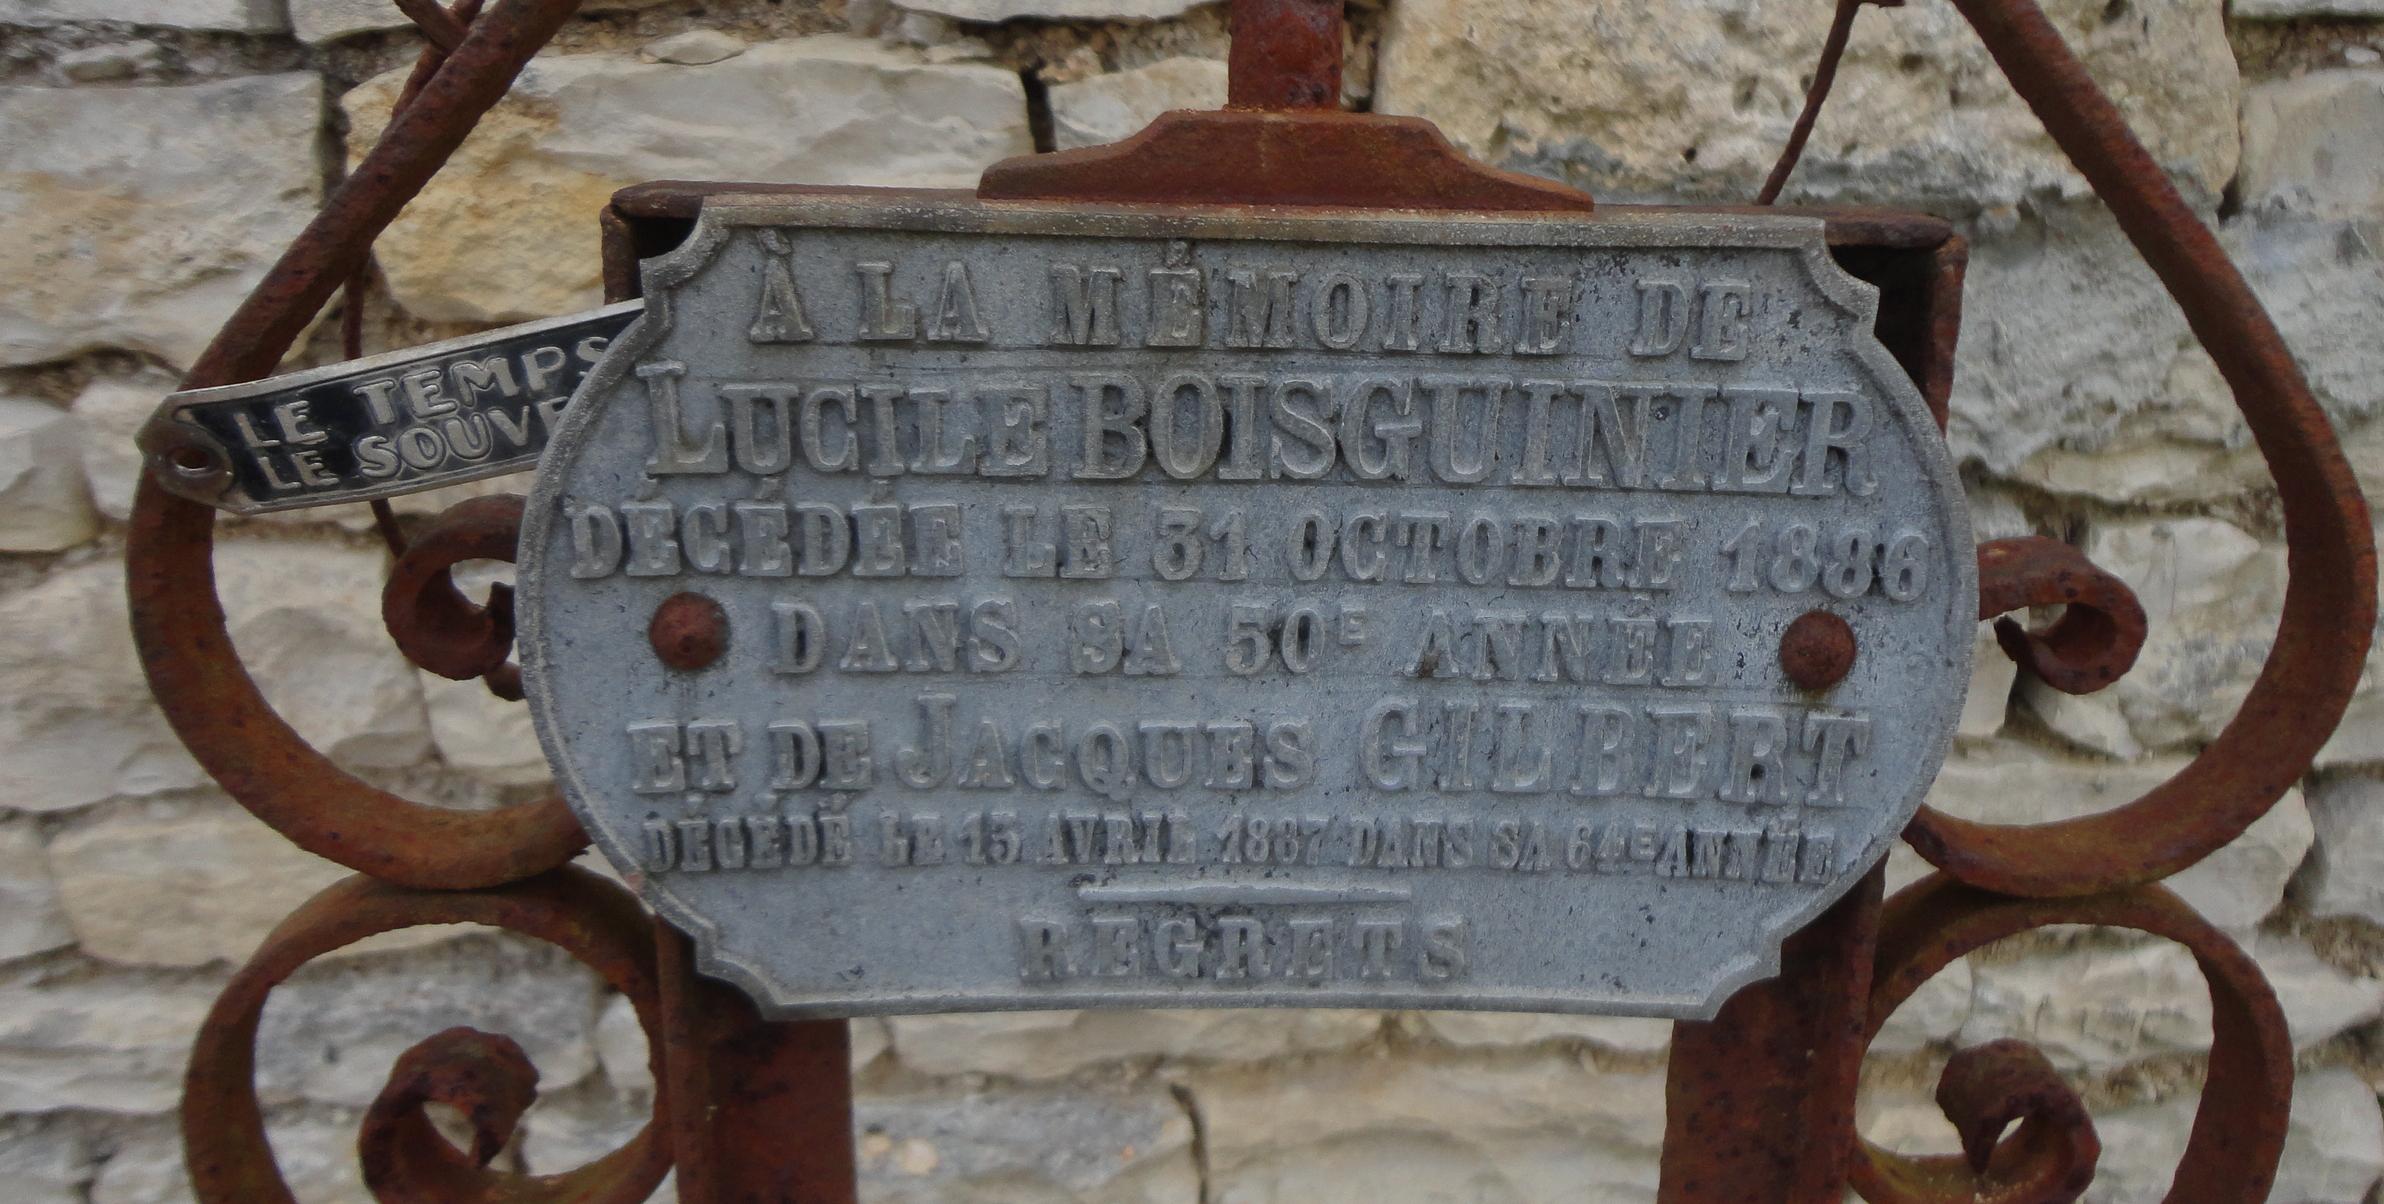 À LA MÉMOIRE DE
LUCILE BOISGUINIER
DÉCÉDÉE LE 31 OCTOBRE 1886
DANS SA 50E ANNÉE
ET DE JACQUES GILBERT
DÉCÉDÉ LE 15 AVRIL 1887 DANS SA 64E ANNÉE
REGRETS
LE TEMPS
LE SOUVE